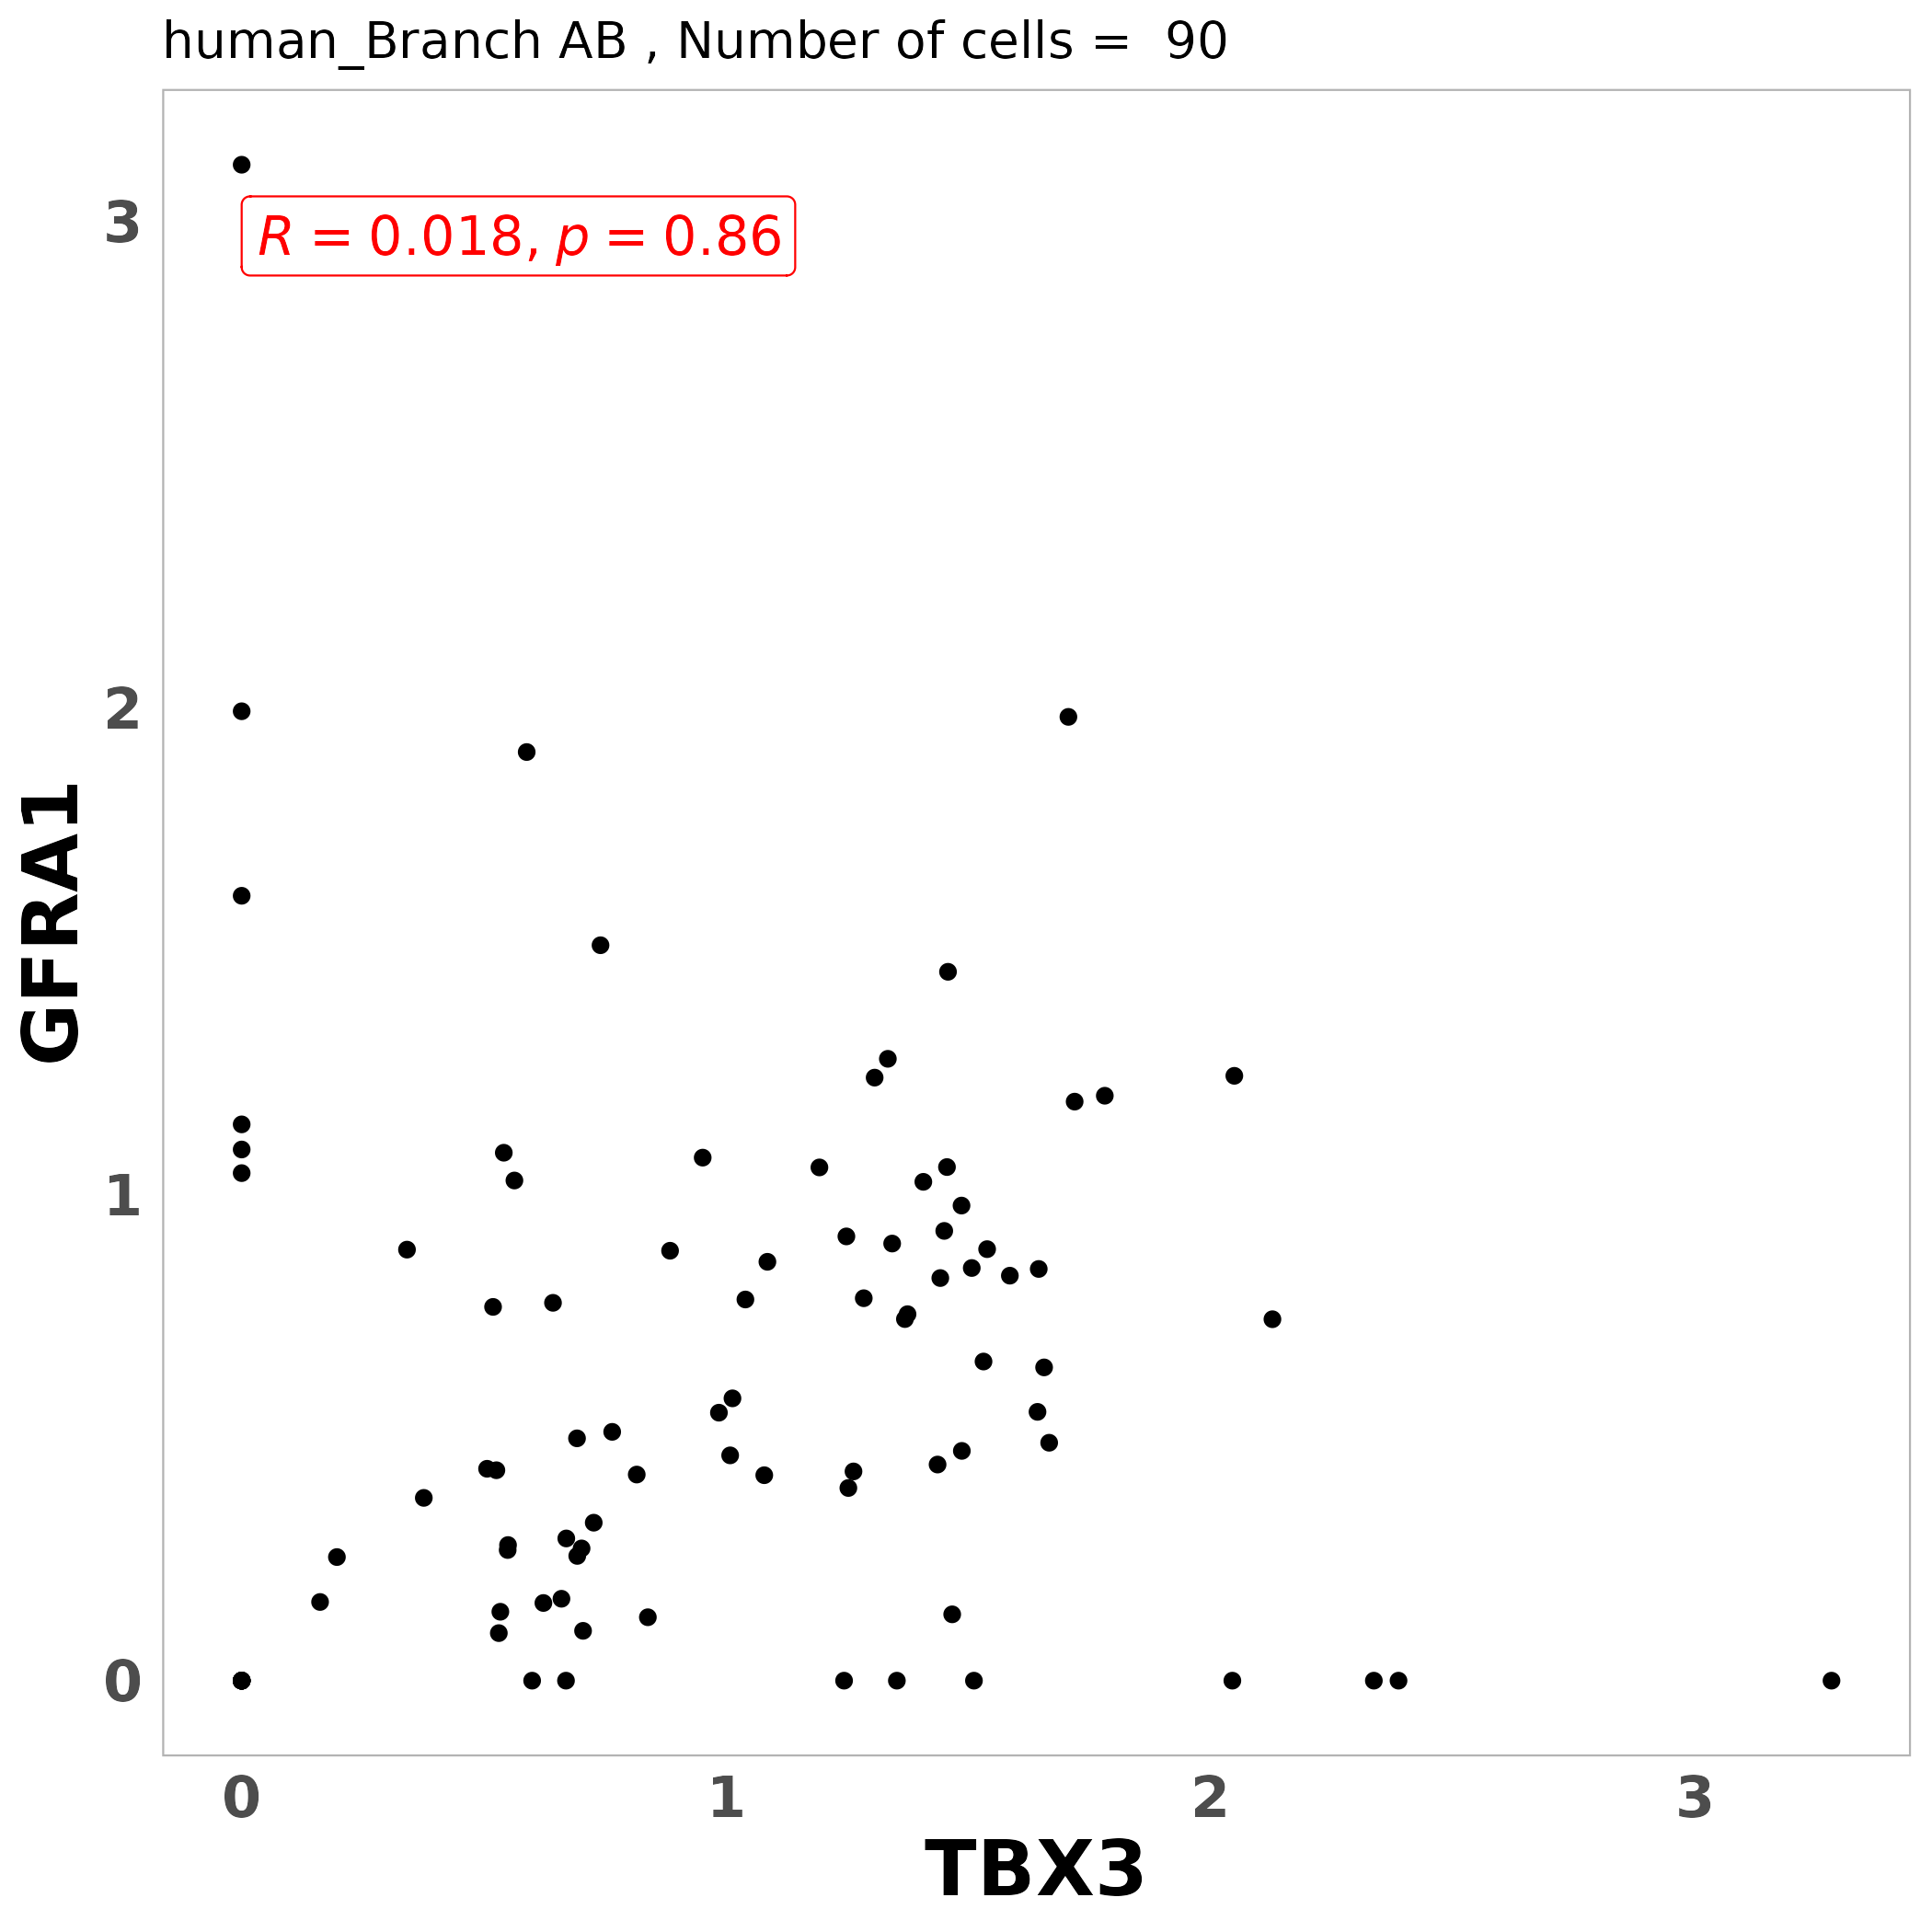 human_Branch AB , Number of cells =  90
R = 0.018, p = 0.86
3
2
1
0
GFRA1
0 1 2 3
TBX3